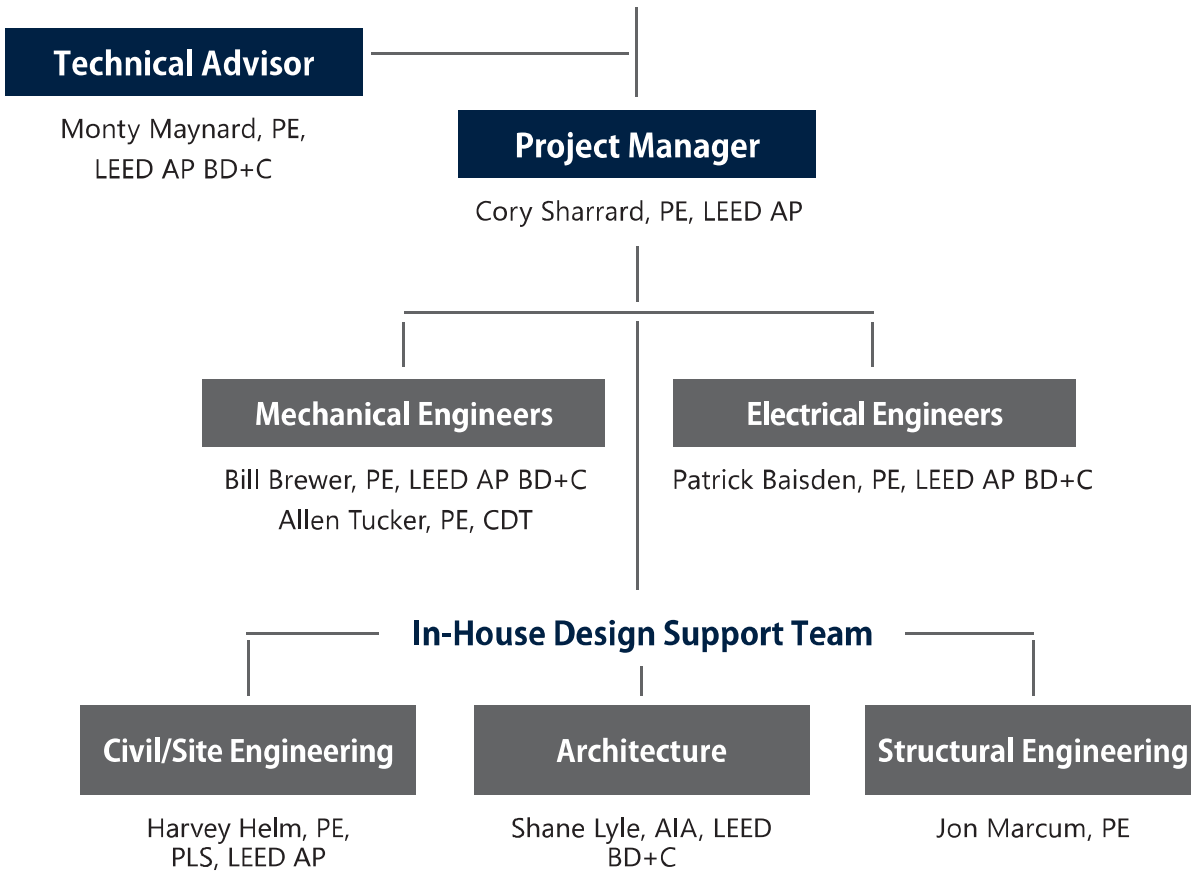 Technical Advisor
Monty Maynard, PE,
LEED AP BD+C
Project Manager
Cory Sharrard, PE, LEED AP
Mechanical Engineers
Bill Brewer, PE, LEED AP BD+C
Allen Tucker, PE, CDT
Electrical Engineers
Patrick Baisden, PE, LEED AP BD+C
In-House Design Support Team
Civil/Site Engineering
Harvey Helm, PE,
PLS, LEED AP
Architecture
Shane Lyle, AIA, LEED
BD+C
Structural Engineering
Jon Marcum, PE